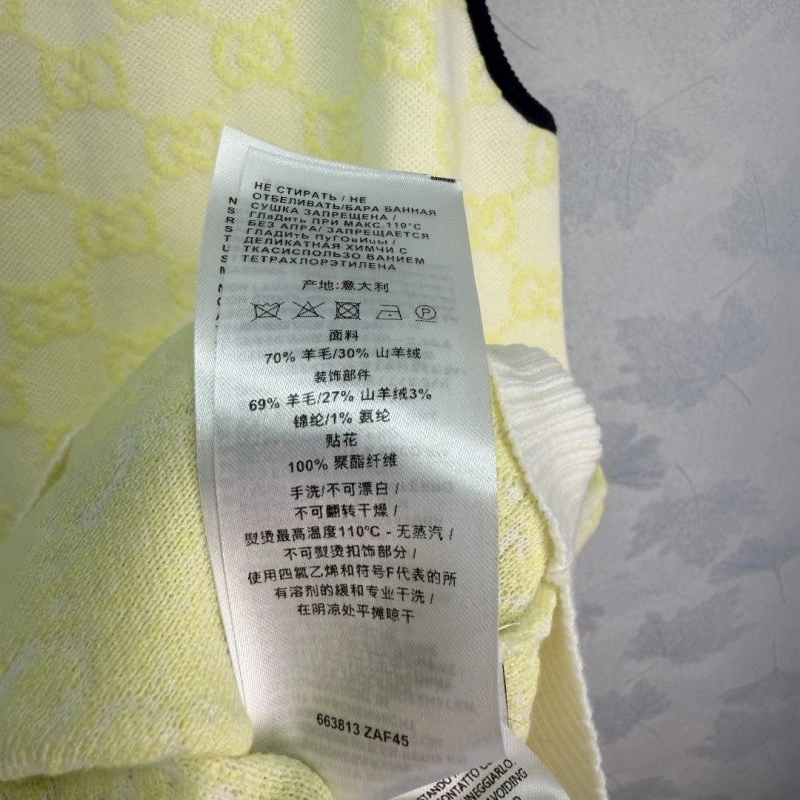 НЕ СТИРАТЬ / НЕ
ОТБЕЛИВАТЬ/БАРА БАННАЯ
СУШКА ЗАПРЕЩЕНА /
ГЛаДить ПРИ МАКС.110°C
БЕЗ АПРА/ ЗАПРЕЩАЕТСЯ
ГЛАДИТЬ ПуГОвИцы /
ДЕЛИКАТНАЯ ХИМЧИ С
ТКАСИСПОЛЬЗО ВАНИЕМ
ТЕТРАХЛОРЭТИЛЕНА
产地:意大利
面料
70% 羊毛/30% 山羊绒
装饰部件
69% 羊毛/27% 山羊绒3%
锦纶/1% 氨纶
贴花
100% 聚酯纤维
手洗/不可漂白 /
不可翻转干燥 /
熨烫最高温度110℃ - 无蒸汽 /
不可熨烫扣饰部分 /
使用四氯乙烯和符号F代表的所
有溶剂的緩和专业干洗 /
在阴凉处平摊晾干
663813 ZAF45
CONTATTO
AVOIDING